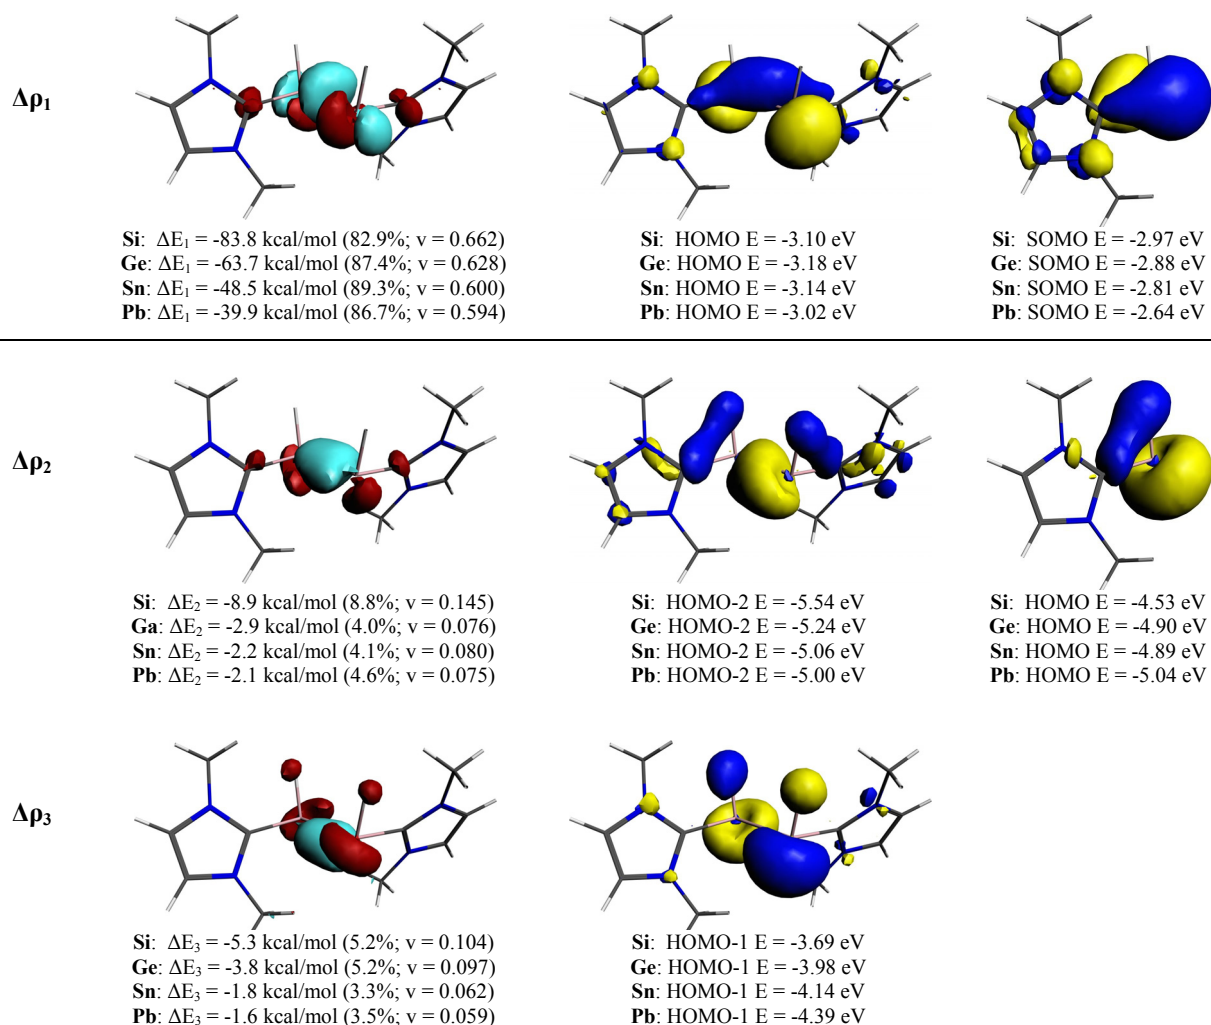 Δρ₁
Si: ΔE₁ = -83.8 kcal/mol (82.9%; v = 0.662)
Ge: ΔE₁ = -63.7 kcal/mol (87.4%; v = 0.628)
Sn: ΔE₁ = -48.5 kcal/mol (89.3%; v = 0.600)
Pb: ΔE₁ = -39.9 kcal/mol (86.7%; v = 0.594)
Si: HOMO E = -3.10 eV
Ge: HOMO E = -3.18 eV
Sn: HOMO E = -3.14 eV
Pb: HOMO E = -3.02 eV
Si: SOMO E = -2.97 eV
Ge: SOMO E = -2.88 eV
Sn: SOMO E = -2.81 eV
Pb: SOMO E = -2.64 eV
Δρ₂
Si: ΔE₂ = -8.9 kcal/mol (8.8%; v = 0.145)
Ga: ΔE₂ = -2.9 kcal/mol (4.0%; v = 0.076)
Sn: ΔE₂ = -2.2 kcal/mol (4.1%; v = 0.080)
Pb: ΔE₂ = -2.1 kcal/mol (4.6%; v = 0.075)
Si: HOMO-2 E = -5.54 eV
Ge: HOMO-2 E = -5.24 eV
Sn: HOMO-2 E = -5.06 eV
Pb: HOMO-2 E = -5.00 eV
Si: HOMO E = -4.53 eV
Ge: HOMO E = -4.90 eV
Sn: HOMO E = -4.89 eV
Pb: HOMO E = -5.04 eV
Δρ₃
Si: ΔE₃ = -5.3 kcal/mol (5.2%; v = 0.104)
Ge: ΔE₃ = -3.8 kcal/mol (5.2%; v = 0.097)
Sn: ΔE₃ = -1.8 kcal/mol (3.3%; v = 0.062)
Pb: ΔE₃ = -1.6 kcal/mol (3.5%; v = 0.059)
Si: HOMO-1 E = -3.69 eV
Ge: HOMO-1 E = -3.98 eV
Sn: HOMO-1 E = -4.14 eV
Pb: HOMO-1 E = -4.39 eV